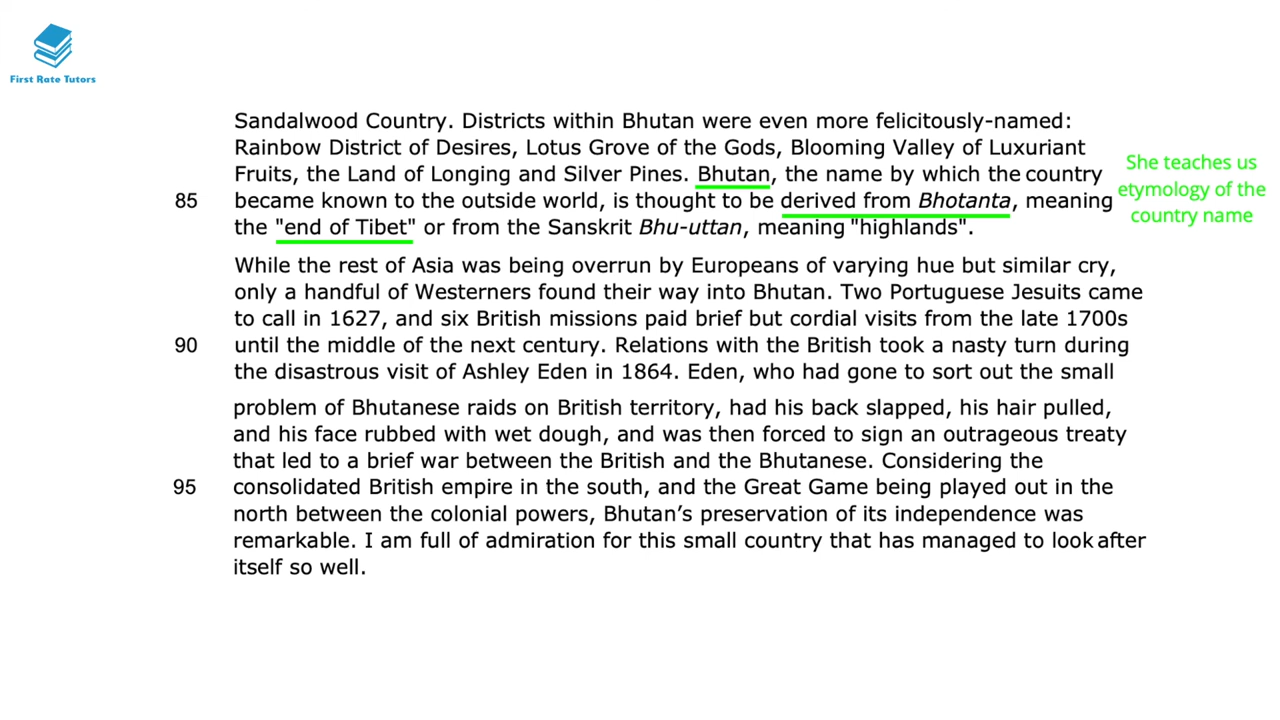 First Rate Tutors
Sandalwood Country. Districts within Bhutan were even more felicitously-named:
Rainbow District of Desires, Lotus Grove of the Gods, Blooming Valley of Luxuriant
Fruits, the Land of Longing and Silver Pines. Bhutan, the name by which the country
85 became known to the outside world, is thought to be derived from Bhotanta, meaning
the "end of Tibet" or from the Sanskrit Bhu-uttan, meaning "highlands".
She teaches us
etymology of the
country name
While the rest of Asia was being overrun by Europeans of varying hue but similar cry,
only a handful of Westerners found their way into Bhutan. Two Portuguese Jesuits came
to call in 1627, and six British missions paid brief but cordial visits from the late 1700s
90 until the middle of the next century. Relations with the British took a nasty turn during
the disastrous visit of Ashley Eden in 1864. Eden, who had gone to sort out the small
problem of Bhutanese raids on British territory, had his back slapped, his hair pulled,
and his face rubbed with wet dough, and was then forced to sign an outrageous treaty
that led to a brief war between the British and the Bhutanese. Considering the
95 consolidated British empire in the south, and the Great Game being played out in the
north between the colonial powers, Bhutan's preservation of its independence was
remarkable. I am full of admiration for this small country that has managed to look after
itself so well.